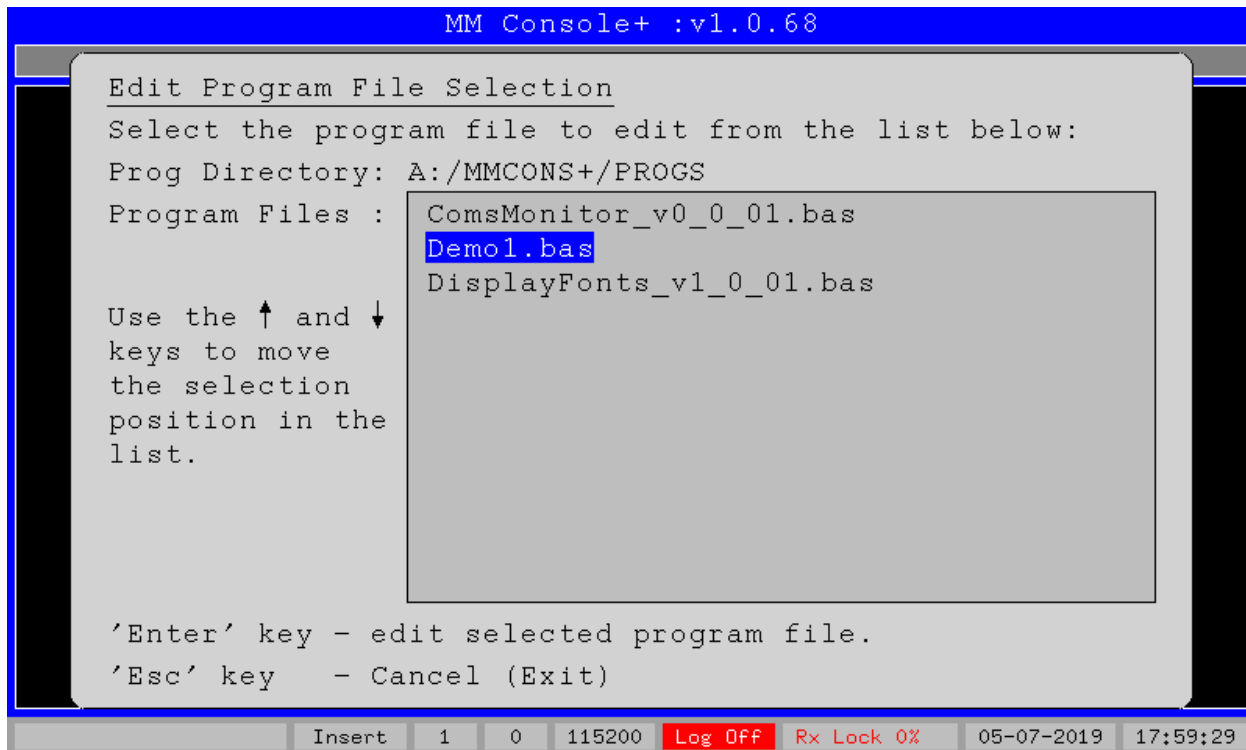 MM Console+ :v1.0.68
Edit Program File Selection
Select the program file to edit from the list below:
Prog Directory: A:/MMCONS+/PROGS
Program Files :
ComsMonitor_v0_0_01.bas
Demo1.bas
DisplayFonts_v1_0_01.bas
Use the ↑ and ↓
keys to move
the selection
position in the
list.
'Enter' key - edit selected program file.
'Esc' key - Cancel (Exit)
Insert 1 0 115200 Log Off Rx Lock 0% 05-07-2019 17:59:29